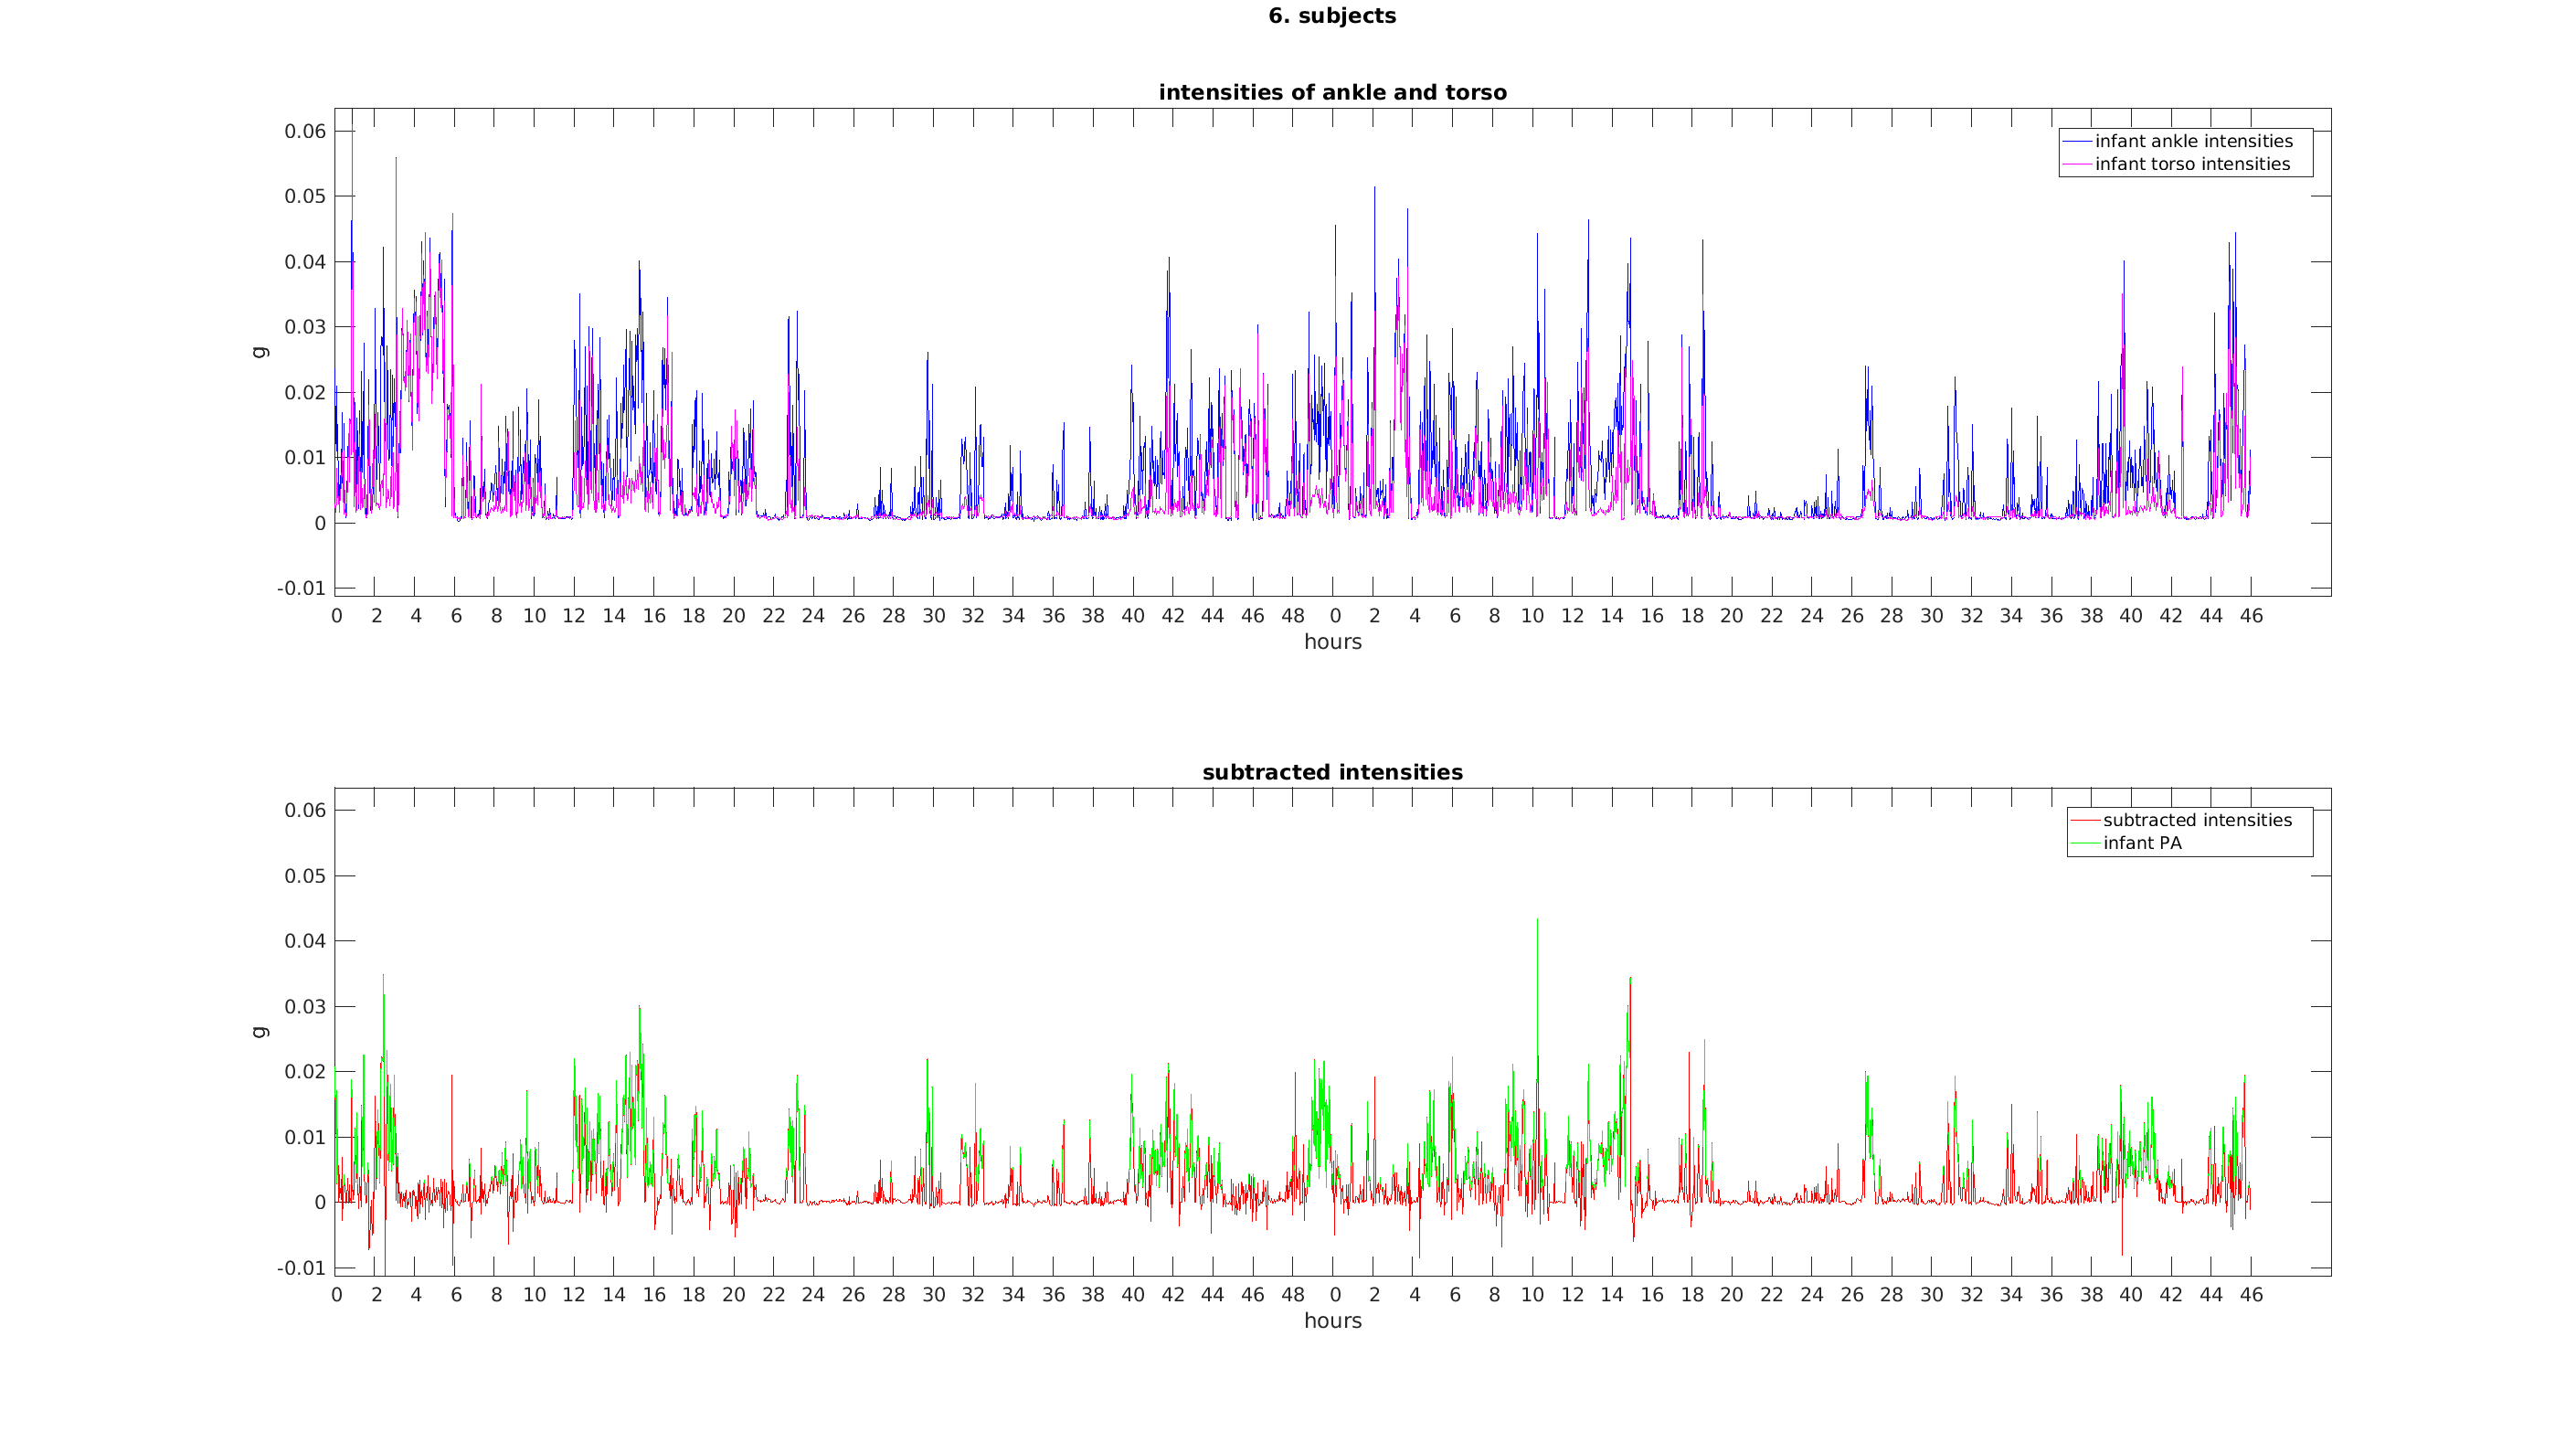 6. subjects
intensities of ankle and torso
0.06
0.05
0.04
0.03
0.02
0.01
0
-0.01
g
infant ankle intensities
infant torso intensities
0 2 4 6 8 10 12 14 16 18 20 22 24 26 28 30 32 34 36 38 40 42 44 46 48 0 2 4 6 8 10 12 14 16 18 20 22 24 26 28 30 32 34 36 38 40 42 44 46
hours
subtracted intensities
0.06
0.05
0.04
0.03
0.02
0.01
0
-0.01
g
subtracted intensities
infant PA
0 2 4 6 8 10 12 14 16 18 20 22 24 26 28 30 32 34 36 38 40 42 44 46 48 0 2 4 6 8 10 12 14 16 18 20 22 24 26 28 30 32 34 36 38 40 42 44 46
hours